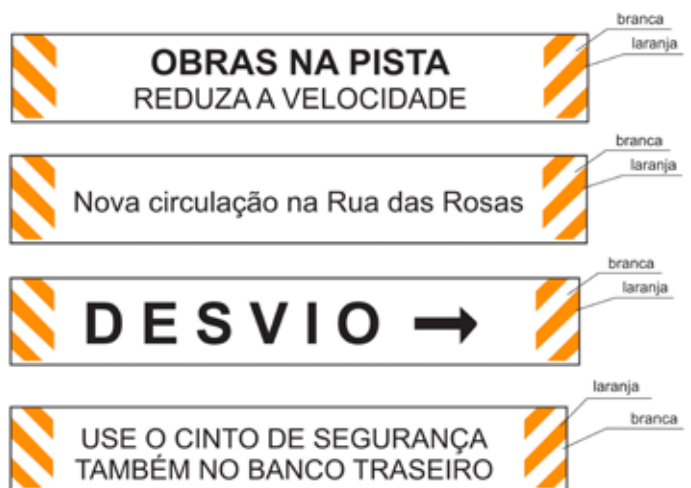 branca
laranja
OBRAS NA PISTA
REDUZA A VELOCIDADE
branca
laranja
Nova circulação na Rua das Rosas
branca
laranja
DESVIO →
laranja
branca
USE O CINTO DE SEGURANÇA
TAMBÉM NO BANCO TRASEIRO